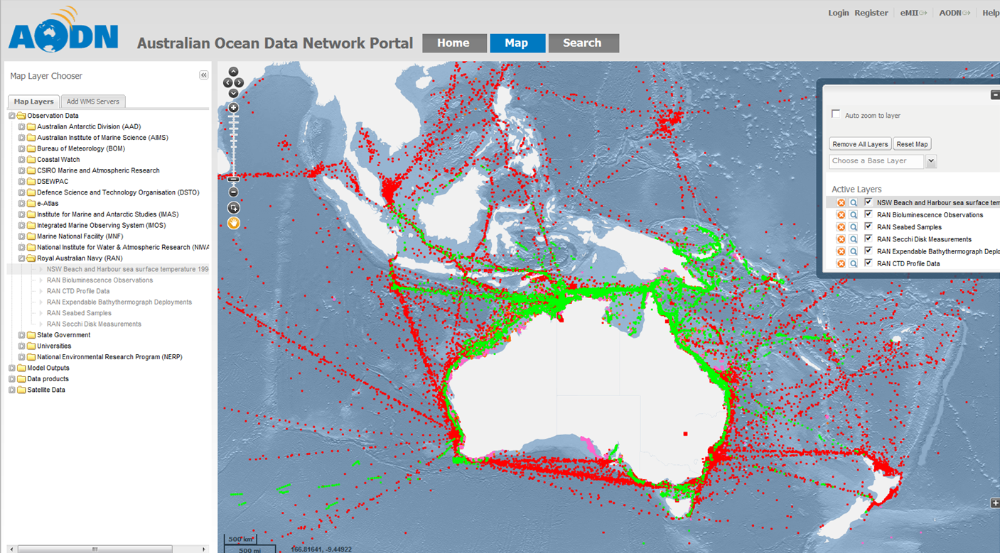 AODN
Australian Ocean Data Network Portal
Home
Map
Search
Login Register eMII AODN Help
Map Layer Chooser
Map Layers
Add WMS Servers
Observation Data
Australian Antarctic Division (AAD)
Australian Institute of Marine Science (AIMS)
Bureau of Meteorology (BOM)
Coastal Watch
CSIRO Marine and Atmospheric Research
DSEWPAC
Defence Science and Technology Organisation (DSTO)
e-Atlas
Institute for Marine and Antarctic Studies (IMAS)
Integrated Marine Observing System (IMOS)
Marine National Facility (MNF)
National Institute for Water & Atmospheric Research (NIWA
Royal Australian Navy (RAN)
NSW Beach and Harbour sea surface temperature 199
RAN Bioluminescence Observations
RAN CTD Profile Data
RAN Expendable Bathythermograph Deployments
RAN Seabed Samples
RAN Secchi Disk Measurements
State Government
Universities
National Environmental Research Program (NERP)
Model Outputs
Data products
Satellite Data
Auto zoom to layer
Remove All Layers
Reset Map
Choose a Base Layer
Active Layers
NSW Beach and Harbour sea surface tem
RAN Bioluminescence Observations
RAN Seabed Samples
RAN Secchi Disk Measurements
RAN Expendable Bathythermograph Deplo
RAN CTD Profile Data
500 km
500 mi
166.81641, -9.44922